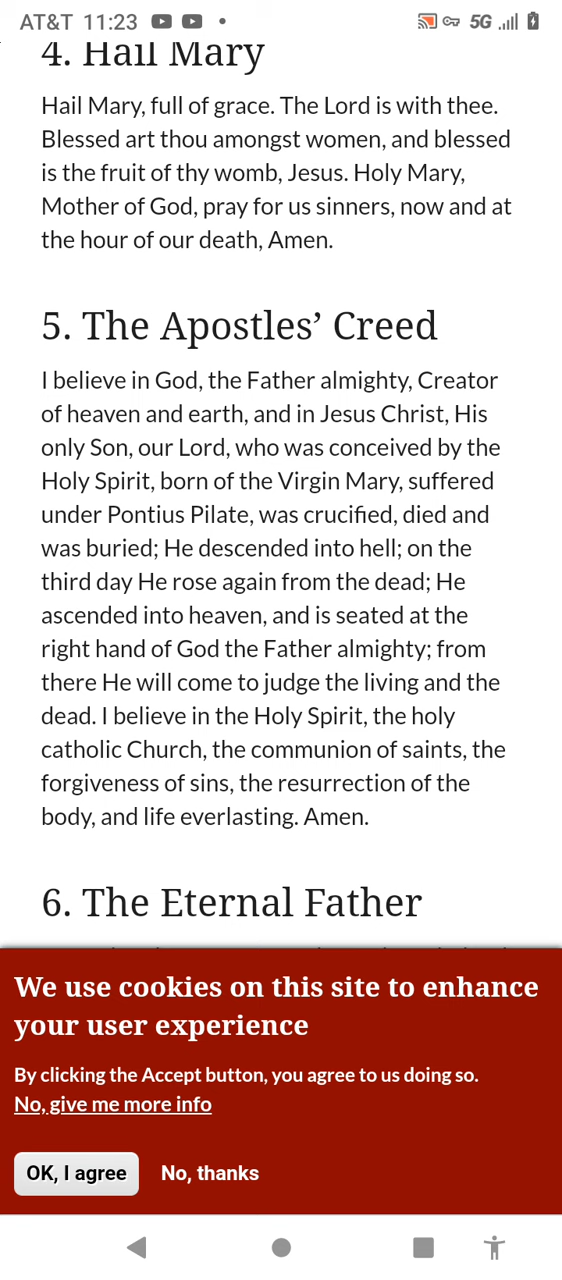 AT&T 11:23
5G
4. Hail Mary
Hail Mary, full of grace. The Lord is with thee.
Blessed art thou amongst women, and blessed
is the fruit of thy womb, Jesus. Holy Mary,
Mother of God, pray for us sinners, now and at
the hour of our death, Amen.
5. The Apostles’ Creed
I believe in God, the Father almighty, Creator
of heaven and earth, and in Jesus Christ, His
only Son, our Lord, who was conceived by the
Holy Spirit, born of the Virgin Mary, suffered
under Pontius Pilate, was crucified, died and
was buried; He descended into hell; on the
third day He rose again from the dead; He
ascended into heaven, and is seated at the
right hand of God the Father almighty; from
there He will come to judge the living and the
dead. I believe in the Holy Spirit, the holy
catholic Church, the communion of saints, the
forgiveness of sins, the resurrection of the
body, and life everlasting. Amen.
6. The Eternal Father
We use cookies on this site to enhance
your user experience
By clicking the Accept button, you agree to us doing so.
No, give me more info
OK, I agree
No, thanks